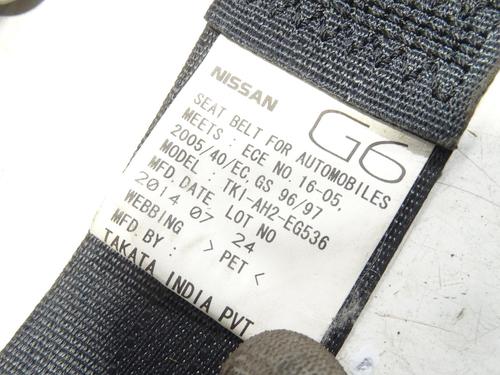 NISSAN
G6
SEAT BELT FOR AUTOMOBILES
MEETS : ECE NO. 16-05,
2005/40/EC, GS 96/97
MODEL : TK1-AH2-EG536
MFD. DATE LOT NO
2014 07 24
WEBBING > PET <
MFD BY :
TAKATA INDIA PVT